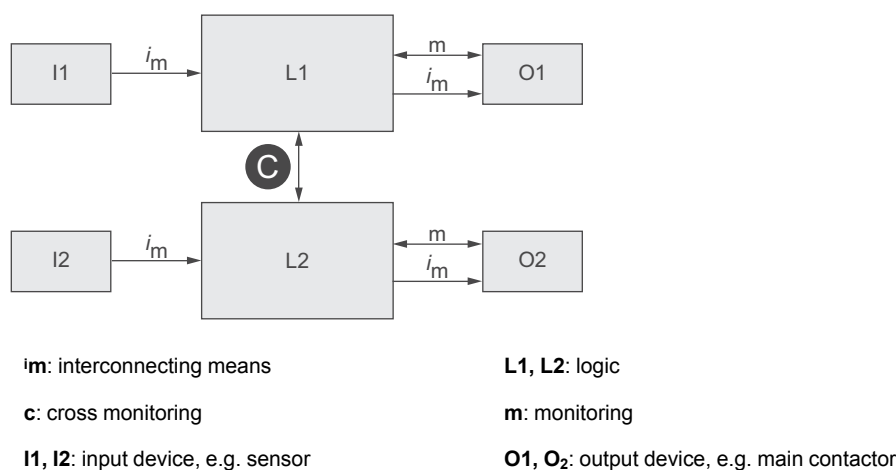 I1
im
L1
m
im
O1
C
I2
im
L2
m
im
O2
im: interconnecting means
L1, L2: logic
c: cross monitoring
m: monitoring
I1, I2: input device, e.g. sensor
O1, O₂: output device, e.g. main contactor